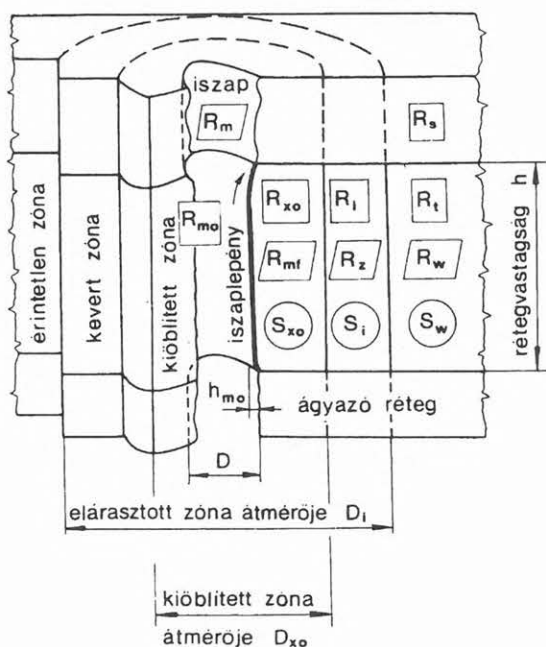 iszap
Rm
Rs
Rmo
Rxo
Ri
Rt
Rmf
Rz
Rw
Sxo
Si
Sw
érintetlen zóna
kevert zóna
kiöblített zóna
iszaplepény
rétegvastagság h
hmo
ágyazó réteg
D
elárasztott zóna átmérője Di
kiöblített zóna
átmérője Dxo